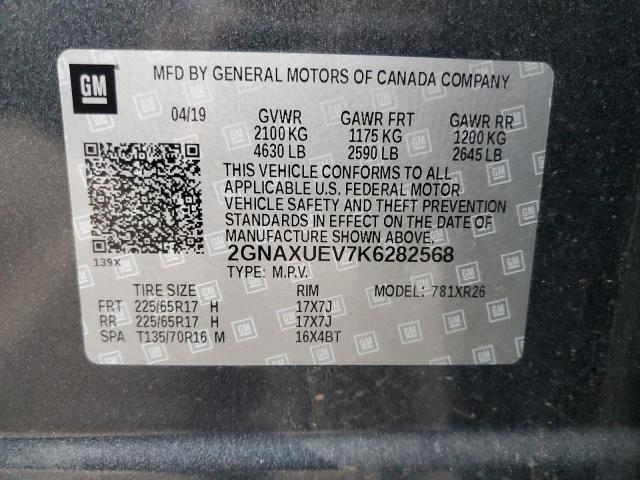 GM
MFD BY GENERAL MOTORS OF CANADA COMPANY
04/19 GVWR GAWR FRT GAWR RR
2100 KG 1175 KG 1200 KG
4630 LB 2590 LB 2645 LB
THIS VEHICLE CONFORMS TO ALL
APPLICABLE U.S. FEDERAL MOTOR
VEHICLE SAFETY AND THEFT PREVENTION
STANDARDS IN EFFECT ON THE DATE OF
MANUFACTURE SHOWN ABOVE.
139X
2GNAXUEV7K6282568
TYPE: M.P.V.
TIRE SIZE RIM MODEL: 781XR26
FRT 225/65R17 H 17X7J
RR 225/65R17 H 17X7J
SPA T135/70R16 M 16X4BT